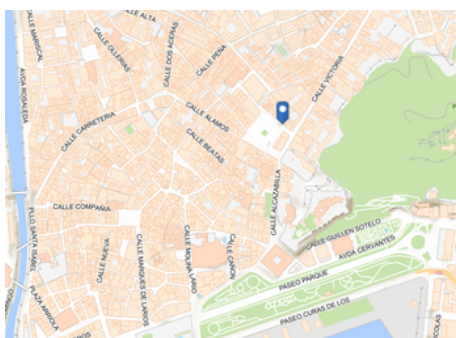 CALLE ALTA
CALLE MARISCAL
CALLE OLLERIAS
CALLE DOS ACERAS
CALLE PEÑA
CALLE VICTORIA
AVDA ROSALEDA
CALLE CARRETERIA
CALLE ALAMOS
CALLE BEATAS
CALLE COMPAÑIA
CALLE ALCAZABILLA
PLLO SANTA ISABEL
CALLE NUEVA
CALLE MARQUES DE LARIOS
CALLE MOLINA LARIO
CALLE CAÑON
CALLE GUILLEN SOTELO
AVDA CERVANTES
PASEO PARQUE
PLAZA ARRIOLA
PASEO CURAS DE LOS